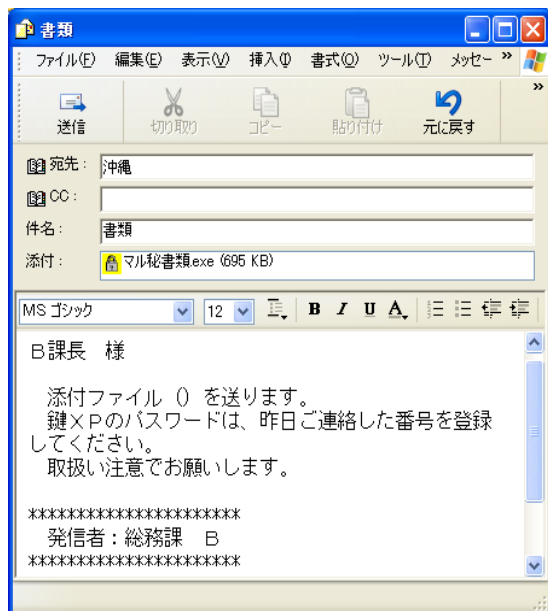 書類
ファイル(F) 編集(E) 表示(V) 挿入(I) 書式(O) ツール(T) メッセー »
送信 切り取り コピー 貼り付け 元に戻す »
宛先: 沖縄
CC:
件名: 書類
添付: マル秘書類.exe (695 KB)
MS ゴシック 12 B I U A
B課長 様
添付ファイル () を送ります。
鍵XPのパスワードは、昨日ご連絡した番号を登録
してください。
取扱い注意でお願いします。
***********************
発信者:総務課 B
***********************